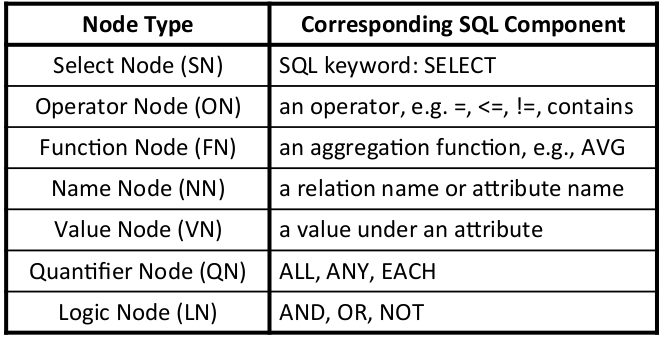 Node Type Corresponding SQL Component
Select Node (SN) SQL keyword: SELECT
Operator Node (ON) an operator, e.g. =, <=, !=, contains
Function Node (FN) an aggregation function, e.g., AVG
Name Node (NN) a relation name or attribute name
Value Node (VN) a value under an attribute
Quantifier Node (QN) ALL, ANY, EACH
Logic Node (LN) AND, OR, NOT